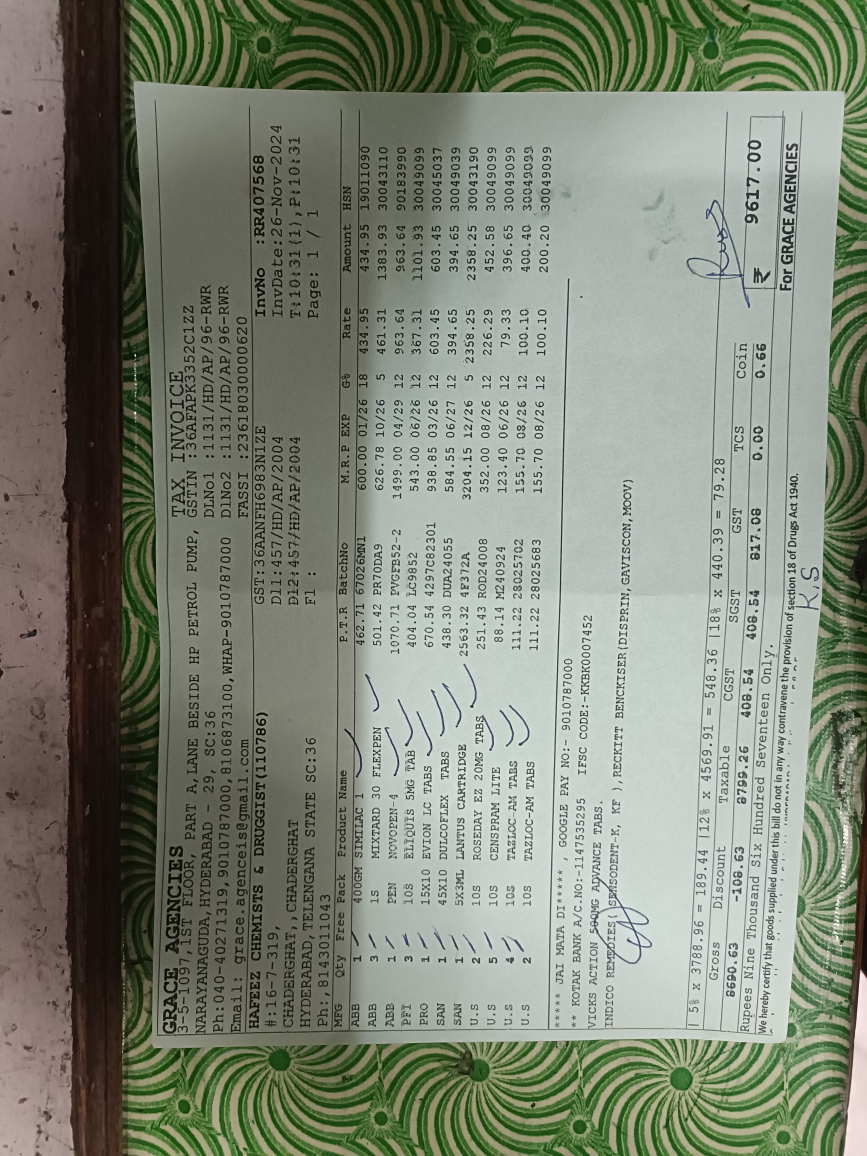 GRACE AGENCIES TAX INVOICE
3-5-1097,1ST FLOOR, PART A,LANE BESIDE HP PETROL PUMP, GSTIN :36AFAPK3352C1ZZ
NARAYANAGUDA,HYDERABAD - 29, SC:36 DLNo1 :1131/HD/AP/96-RWR
Ph:040-40271319,9010787000,8106873100,WHAP-9010787000 DlNo2 :1131/HD/AP/96-RWR
Email: grace.agenceis@gmail.com FASSI :23618030000620
HAFEEZ CHEMISTS & DRUGGIST(110786) GST:36AANFH6983N1ZE InvNo :RR407568
#:16-7-319, D11:457/HD/AP/2004 InvDate:26-Nov-2024
CHADERGHAT,,CHADERGHAT D12:457/HD/AP/2004 T:10:31(1),P:10:31
HYDERABAD,TELENGANA STATE SC:36 Fl : Page: 1 / 1
Ph:,8143011043
MFG Qty Free Pack Product Name P.T.R BatchNo M.R.P EXP G% Rate Amount HSN
ABB 1 400GM SIMILAC 1 462.71 67026MN1 600.00 01/26 18 434.95 434.95 19011090
ABB 3 1S MIXTARD 30 FLEXPEN 501.42 PR70DA9 626.78 10/26 5 461.31 1383.93 30043110
ABB 1 PEN NOVOPEN-4 1070.71 PVGFB52-2 1499.00 04/29 12 963.64 963.64 90183990
PFI 3 10S ELIQUIS 5MG TAB 404.04 LC9852 543.00 06/26 12 367.31 1101.93 30049099
PRO 1 15X10 EVION LC TABS 670.54 4297C82301 938.85 03/26 12 603.45 603.45 30045037
SAN 1 45X10 DULCOFLEX TABS 438.30 DUA24055 584.55 06/27 12 394.65 394.65 30049039
SAN 1 5X3ML LANTUS CARTRIDGE 2563.32 4F372A 3204.15 12/26 5 2358.25 2358.25 30043190
U.S 2 10S ROSEDAY EZ 20MG TABS 251.43 ROD24008 352.00 08/26 12 226.29 452.58 30049099
U.S 5 10S CENSPRAM LITE 88.14 M240924 123.40 06/26 12 79.33 396.65 30049099
U.S 4 10S TAZLOC-AM TABS 111.22 28025702 155.70 08/26 12 100.10 400.40 30049099
U.S 2 10S TAZLOC-AM TABS 111.22 28025683 155.70 08/26 12 100.10 200.20 30049099
***** JAI MATA DI***** , GOOGLE PAY NO:- 9010787000
** KOTAK BANK A/C.NO:-1147535295 IFSC CODE:-KKBK0007452
VICKS ACTION 500MG ADVANCE TABS.
INDICO REMEDIES(SENSODENT-K, KF ),RECKITT BENCKISER(DISPRIN,GAVISCON,MOOV)
| 5% x 3788.96 = 189.44 |12% x 4569.91 = 548.36 |18% x 440.39 = 79.28
Gross Discount Taxable CGST SGST GST TCS Coin
8690.63 -108.63 8799.26 408.54 408.54 817.08 0.00 0.66 ₹ 9617.00
Rupees Nine Thousand Six Hundred Seventeen Only.
We hereby certify that goods supplied under this bill do not in any way contravene the provision of section 18 of Drugs Act 1940. For GRACE AGENCIES
K.S